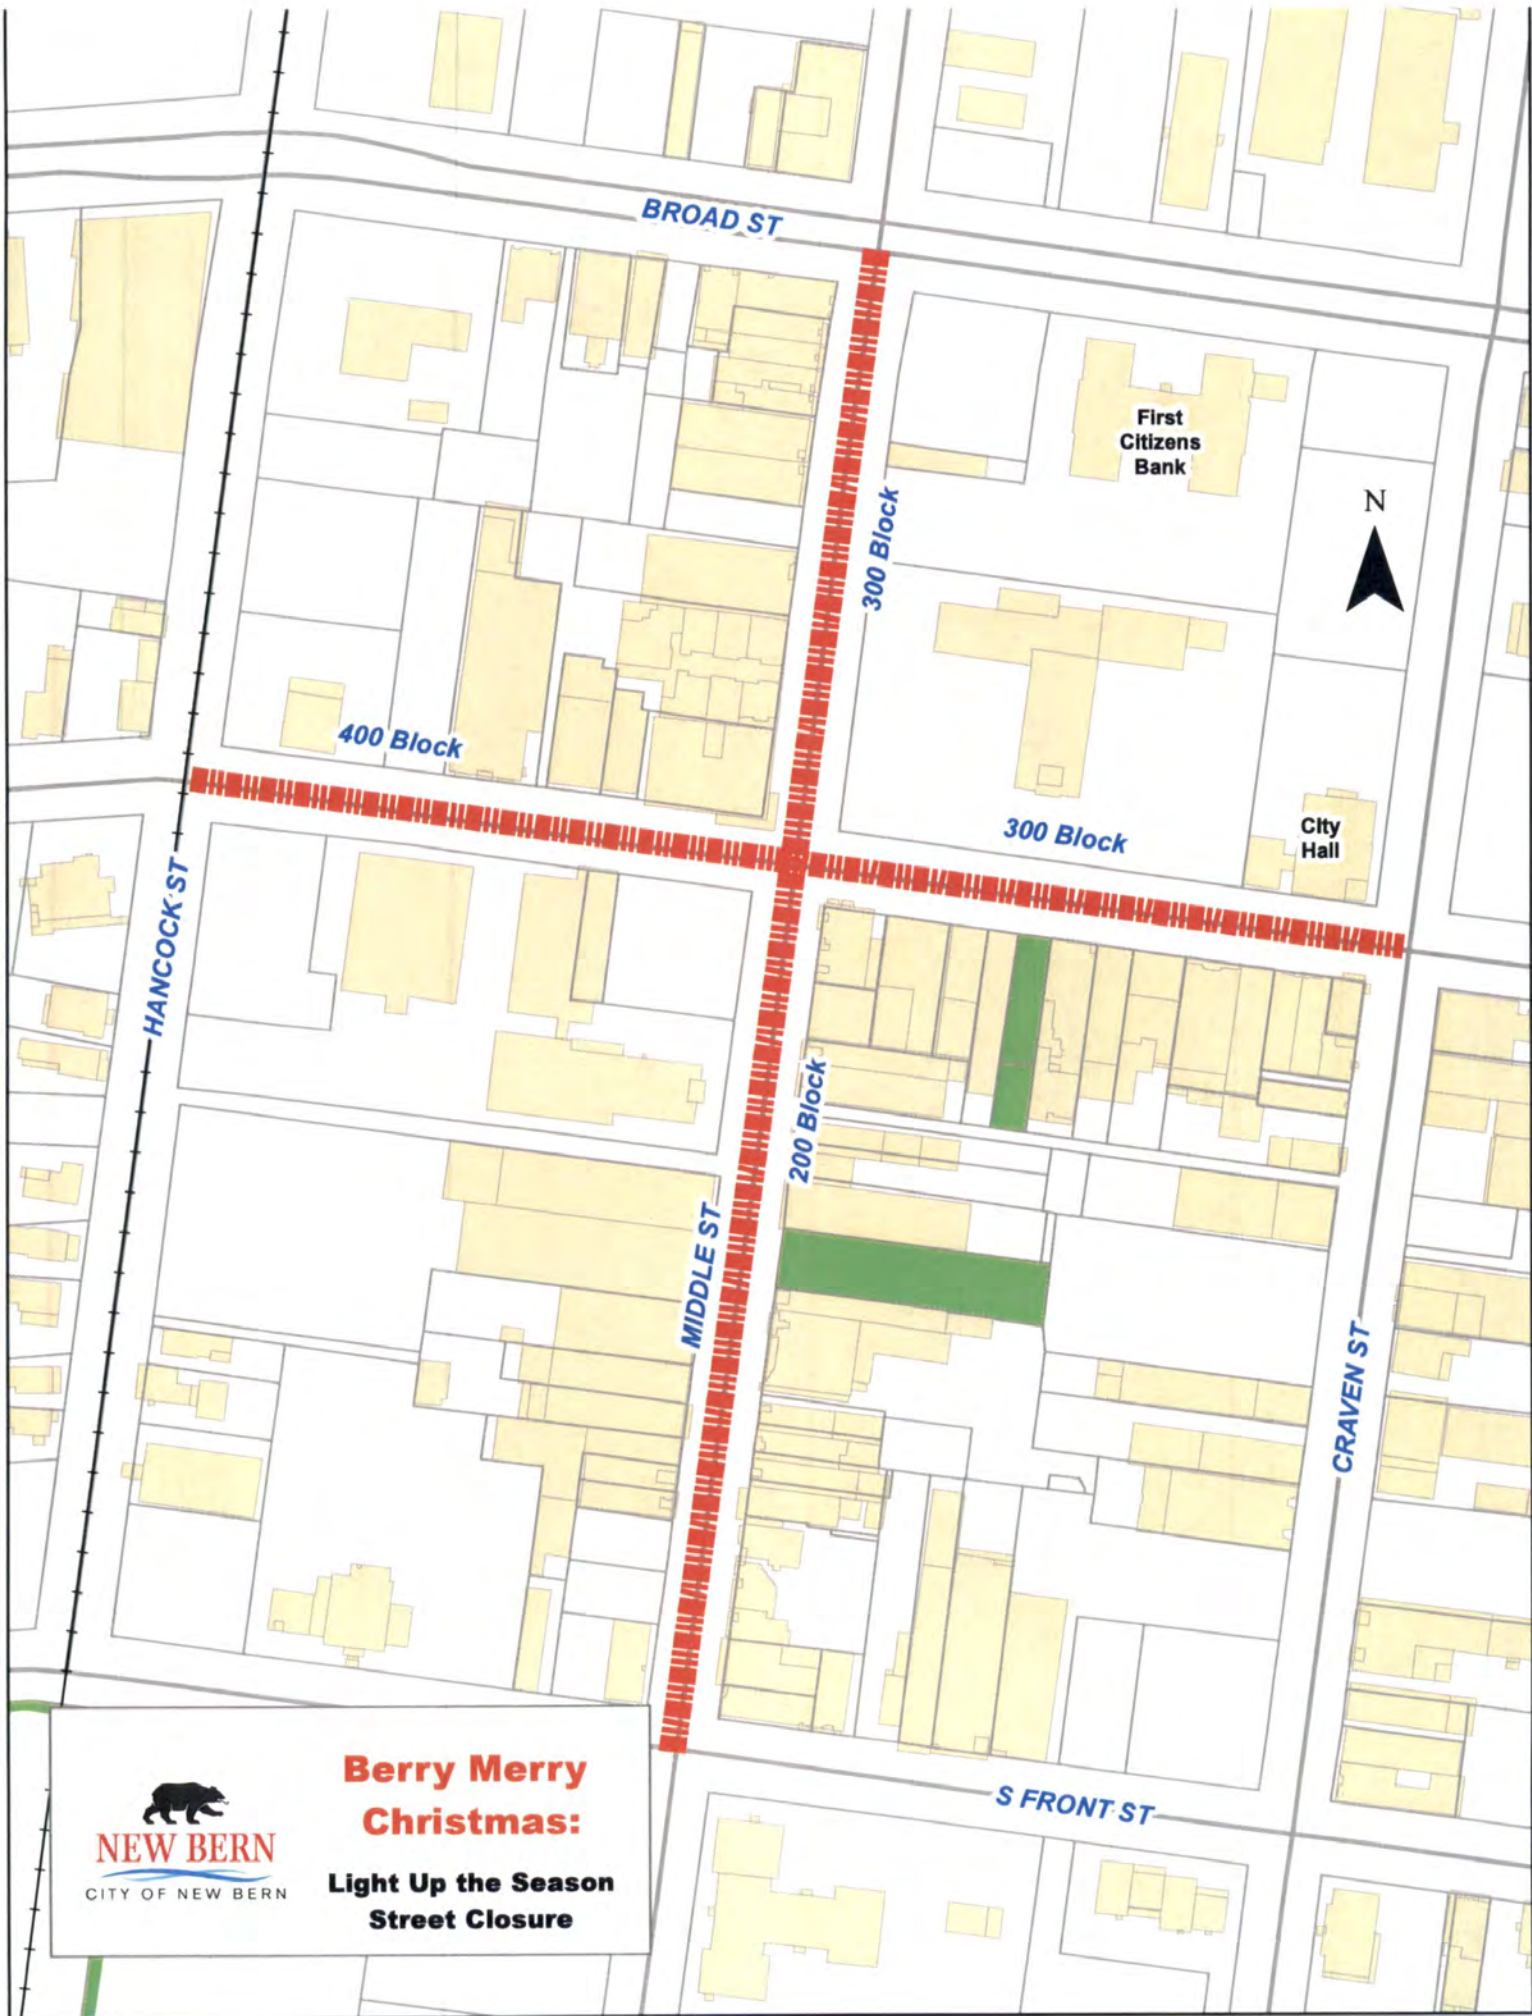 BROAD ST
First
Citizens
Bank
N
300 Block
400 Block
300 Block
City
Hall
HANCOCK ST
200 Block
MIDDLE ST
CRAVEN ST
S FRONT ST
Berry Merry
Christmas:
NEW BERN
CITY OF NEW BERN
Light Up the Season
Street Closure